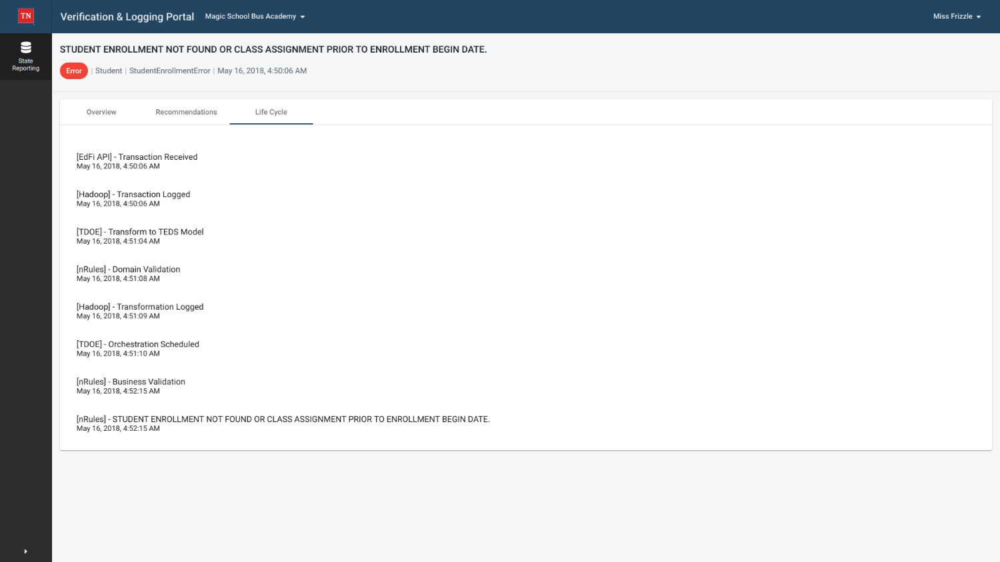 TN
Verification & Logging Portal Magic School Bus Academy Miss Frizzle
State
Reporting
STUDENT ENROLLMENT NOT FOUND OR CLASS ASSIGNMENT PRIOR TO ENROLLMENT BEGIN DATE.
Error | Student | StudentEnrollmentError | May 16, 2018, 4:50:06 AM
Overview Recommendations Life Cycle
[EdFi API] - Transaction Received
May 16, 2018, 4:50:06 AM
[Hadoop] - Transaction Logged
May 16, 2018, 4:50:06 AM
[TDOE] - Transform to TEDS Model
May 16, 2018, 4:51:04 AM
[nRules] - Domain Validation
May 16, 2018, 4:51:08 AM
[Hadoop] - Transformation Logged
May 16, 2018, 4:51:09 AM
[TDOE] - Orchestration Scheduled
May 16, 2018, 4:51:10 AM
[nRules] - Business Validation
May 16, 2018, 4:52:15 AM
[nRules] - STUDENT ENROLLMENT NOT FOUND OR CLASS ASSIGNMENT PRIOR TO ENROLLMENT BEGIN DATE.
May 16, 2018, 4:52:15 AM